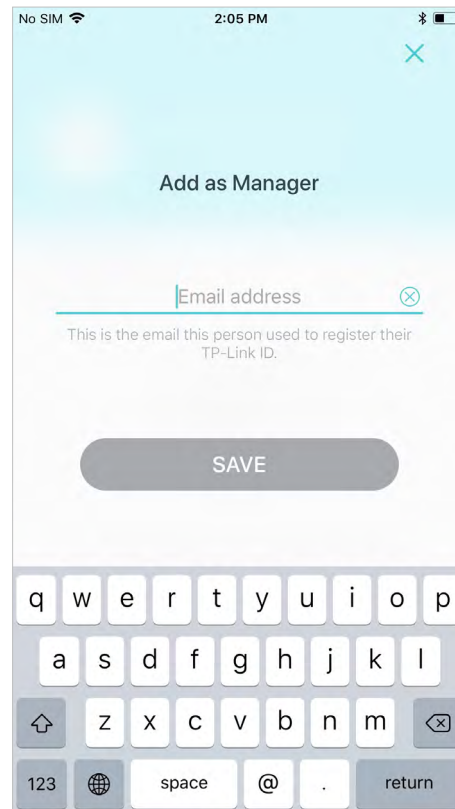 No SIM 2:05 PM
Add as Manager
Email address
This is the email this person used to register their
TP-Link ID.
SAVE
q w e r t y u i o p
a s d f g h j k l
z x c v b n m
123 space @ . return